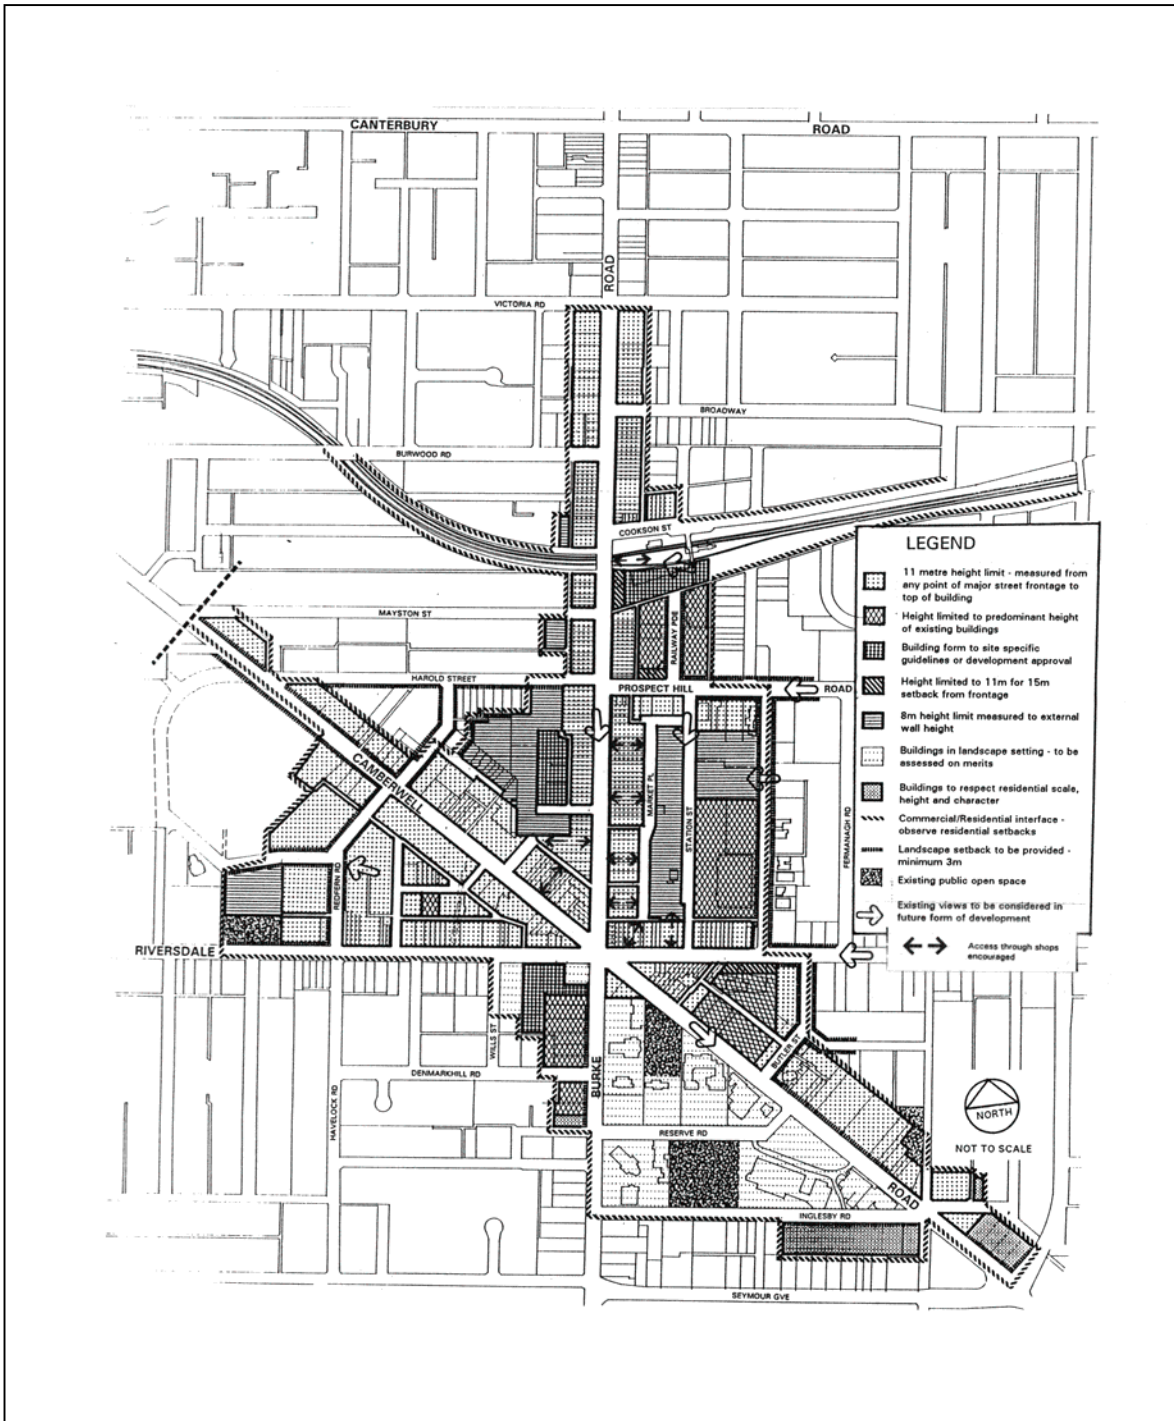 CANTERBURY
ROAD
ROAD
VICTORIA RD
BROADWAY
BURWOOD RD
COOKSON ST
LEGEND
11 metre height limit - measured from
any point of major street frontage to
top of building
Height limited to predominant height
of existing buildings
Building form to site specific
guidelines or development approval
Height limited to 11m for 15m
setback from frontage
8m height limit measured to external
wall height
Buildings in landscape setting - to be
assessed on merits
Buildings to respect residential scale,
height and character
Commercial/Residential interface -
observe residential setbacks
Landscape setback to be provided -
minimum 3m
Existing public open space
Existing views to be considered in
future form of development
Access through shops
encouraged
MAYSTON ST
RAILWAY PDE
HAROLD STREET
PROSPECT HILL
ROAD
CAMBERWELL
MARKET PL
STATION ST
FERMANAGH RD
REDFERN RD
RIVERSDALE
WILLS ST
BUTLER ST
DENMARKHILL RD
BURKE
HAVELOCK RD
RESERVE RD
NORTH
NOT TO SCALE
ROAD
INGLESBY RD
SEYMOUR GVE